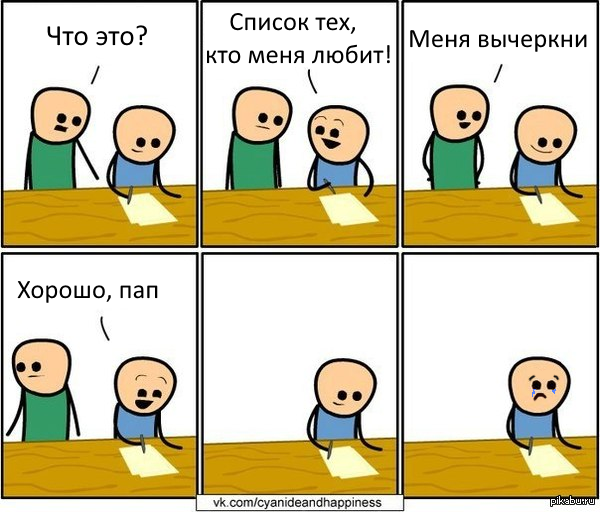 Что это?
Список тех,
кто меня любит!
Меня вычеркни
Хорошо, пап
vk.com/cyanideandhappiness
pikabu.ru